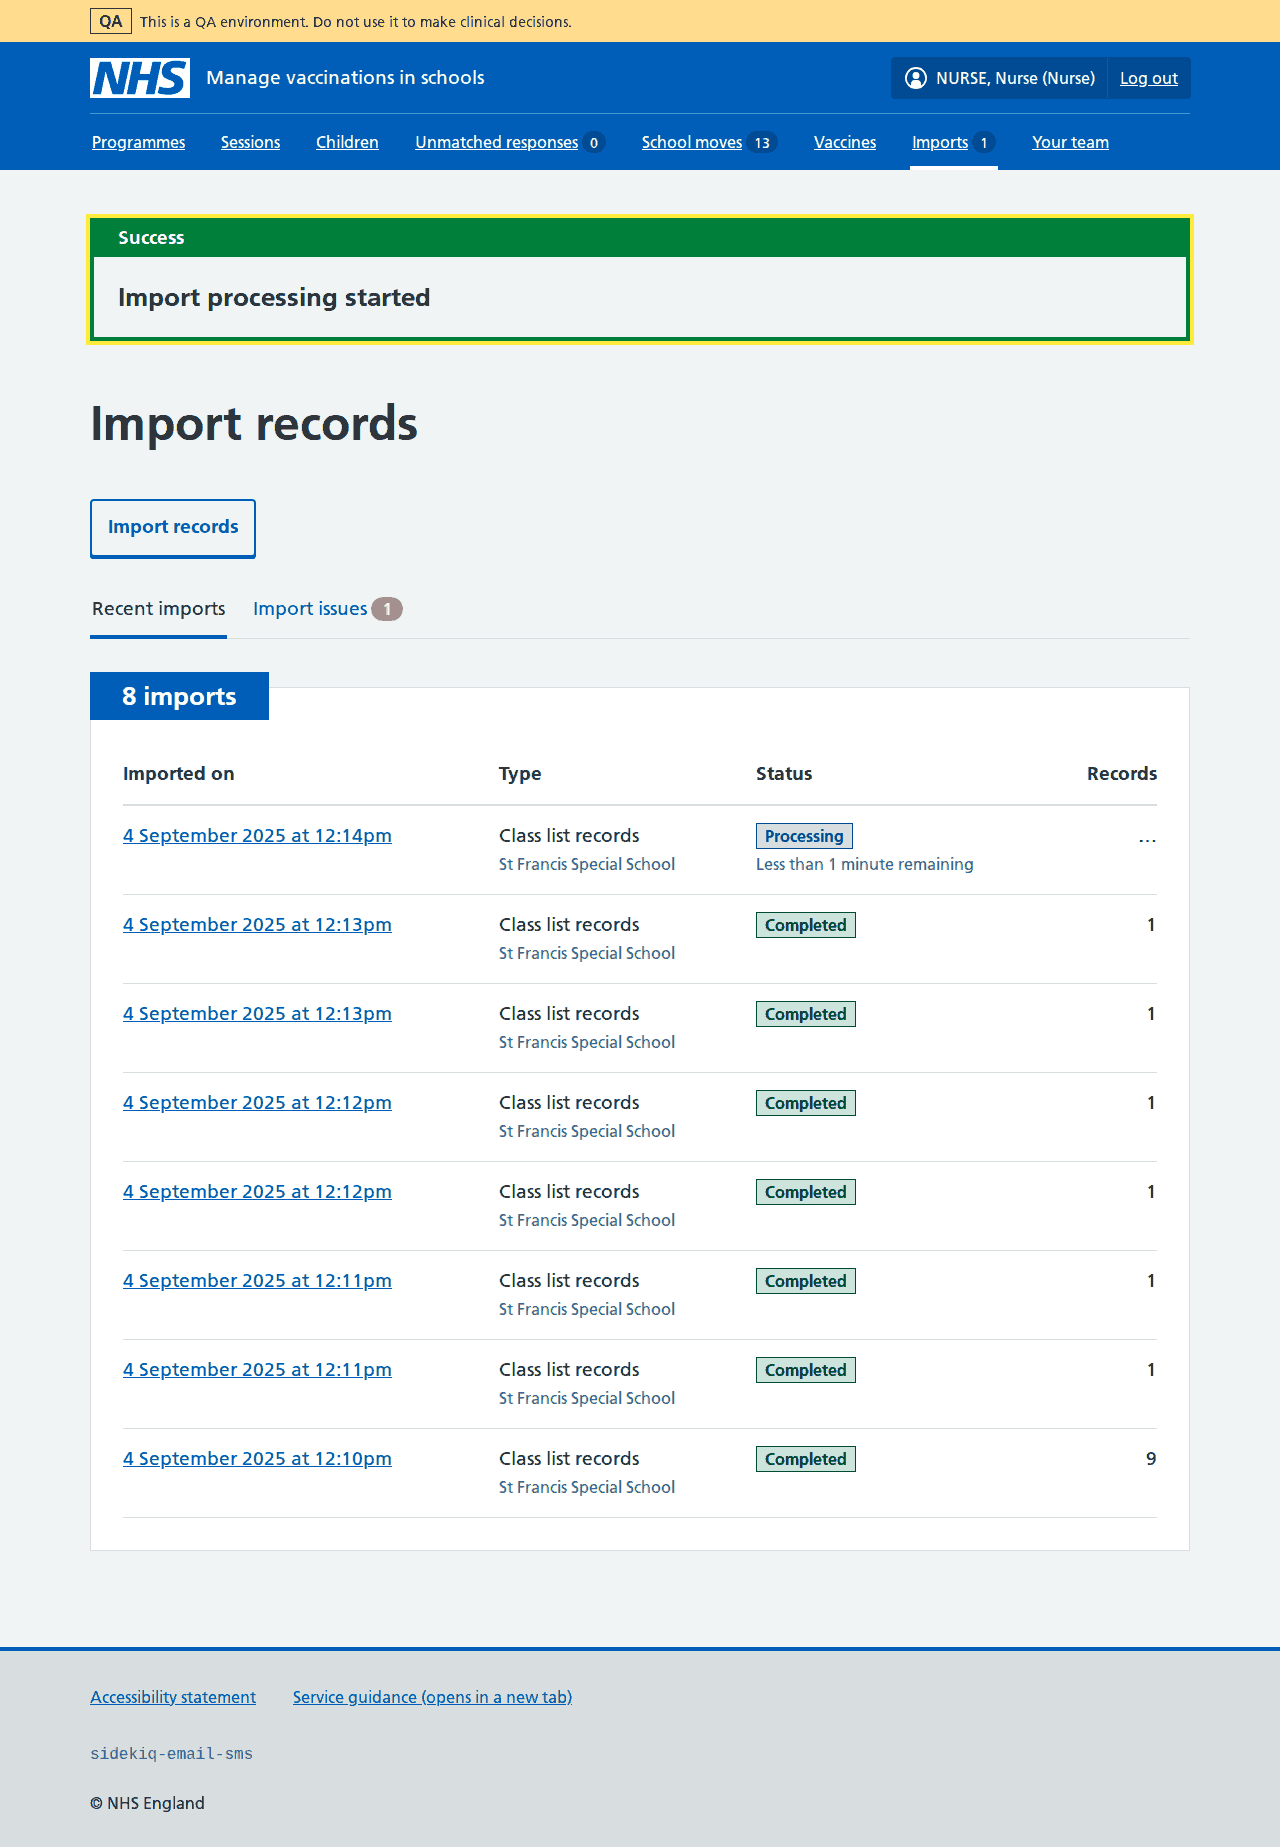 QA This is a QA environment. Do not use it to make clinical decisions.
NHS Manage vaccinations in schools NURSE, Nurse (Nurse) Log out
Programmes Sessions Children Unmatched responses 0 School moves 13 Vaccines Imports 1 Your team
Success
Import processing started
Import records
Import records
Recent imports Import issues 1
8 imports
Imported on Type Status Records
4 September 2025 at 12:14pm Class list records Processing ...
St Francis Special School Less than 1 minute remaining
4 September 2025 at 12:13pm Class list records Completed 1
St Francis Special School
4 September 2025 at 12:13pm Class list records Completed 1
St Francis Special School
4 September 2025 at 12:12pm Class list records Completed 1
St Francis Special School
4 September 2025 at 12:12pm Class list records Completed 1
St Francis Special School
4 September 2025 at 12:11pm Class list records Completed 1
St Francis Special School
4 September 2025 at 12:11pm Class list records Completed 1
St Francis Special School
4 September 2025 at 12:10pm Class list records Completed 9
St Francis Special School
Accessibility statement Service guidance (opens in a new tab)
sidekiq-email-sms
© NHS England